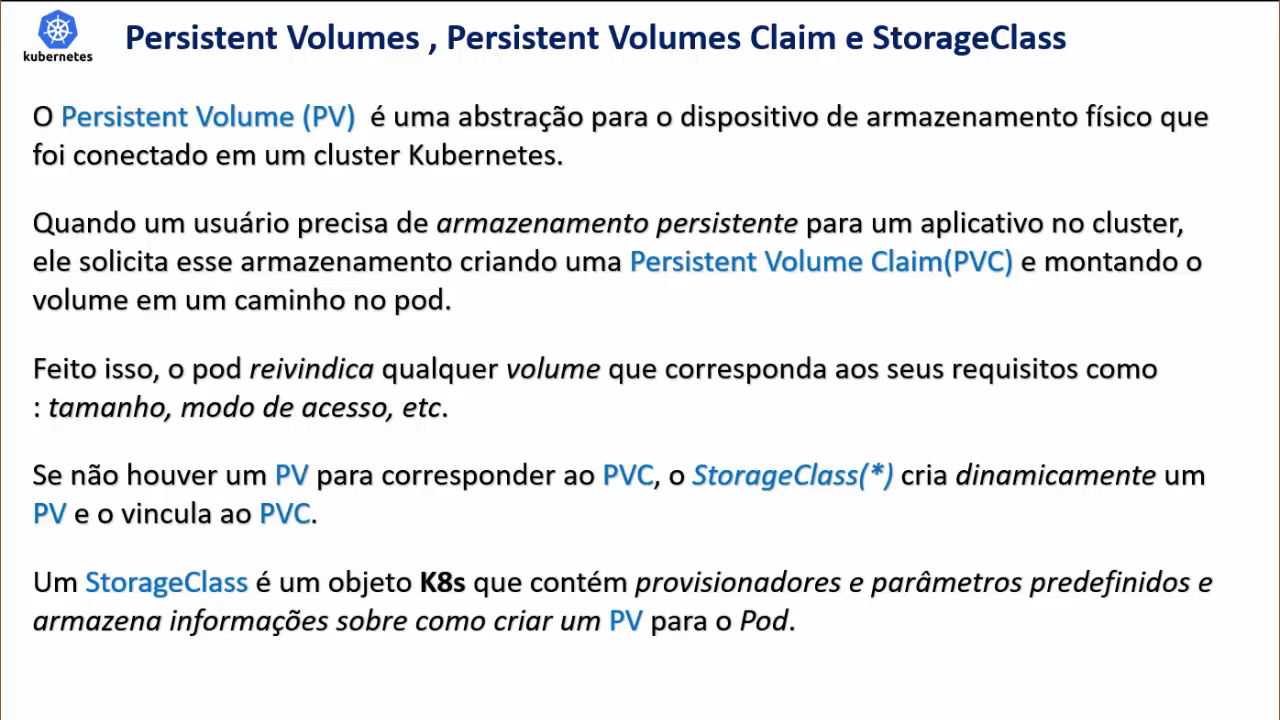 kubernetes
Persistent Volumes , Persistent Volumes Claim e StorageClass
O Persistent Volume (PV) é uma abstração para o dispositivo de armazenamento físico que
foi conectado em um cluster Kubernetes.
Quando um usuário precisa de armazenamento persistente para um aplicativo no cluster,
ele solicita esse armazenamento criando uma Persistent Volume Claim(PVC) e montando o
volume em um caminho no pod.
Feito isso, o pod reivindica qualquer volume que corresponda aos seus requisitos como
: tamanho, modo de acesso, etc.
Se não houver um PV para corresponder ao PVC, o StorageClass(*) cria dinamicamente um
PV e o vincula ao PVC.
Um StorageClass é um objeto K8s que contém provisionadores e parâmetros predefinidos e
armazena informações sobre como criar um PV para o Pod.